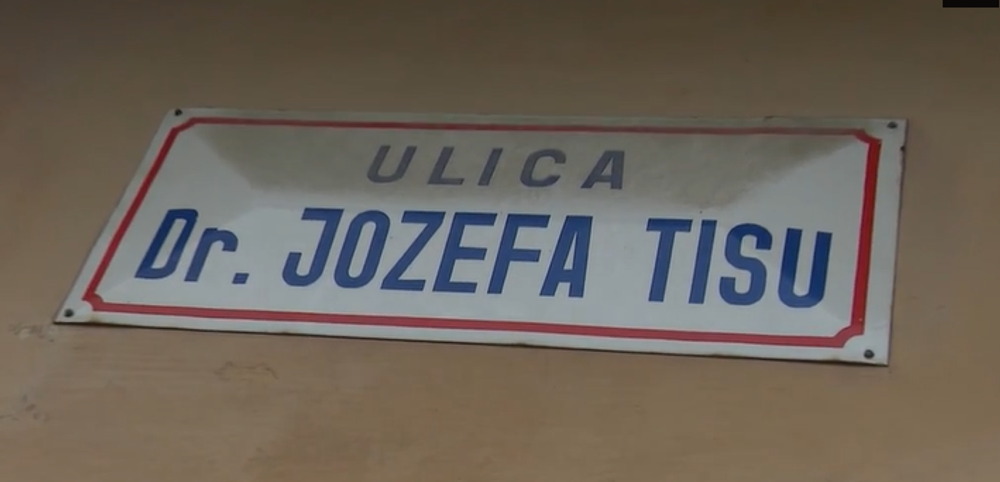 ULICA
Dr. JOZEFA TISU